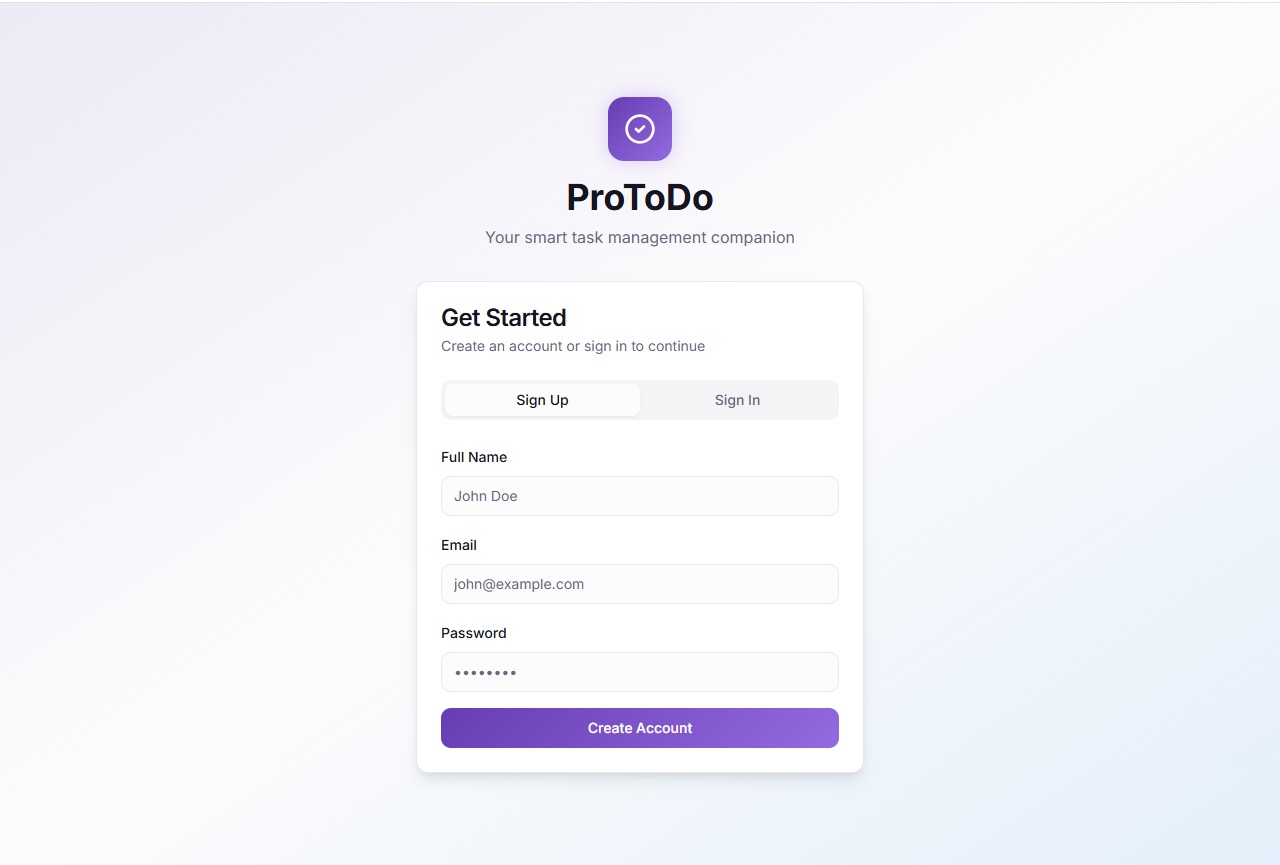 ProToDo
Your smart task management companion
Get Started
Create an account or sign in to continue
Sign Up
Sign In
Full Name
John Doe
Email
john@example.com
Password
••••••••
Create Account